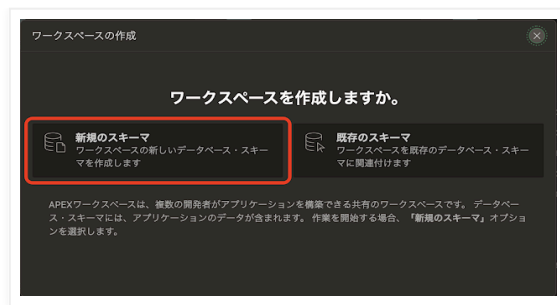 ワークスペースの作成
ワークスペースを作成しますか。
新規のスキーマ
ワークスペースの新しいデータベース・スキー
マを作成します
既存のスキーマ
ワークスペースを既存のデータベース・スキー
マに関連付けます
APEXワークスペースは、複数の開発者がアプリケーションを構築できる共有のワークスペースです。 データベー
ス・スキーマには、アプリケーションのデータが含まれます。 作業を開始する場合、「新規のスキーマ」オプショ
ンを選択します。